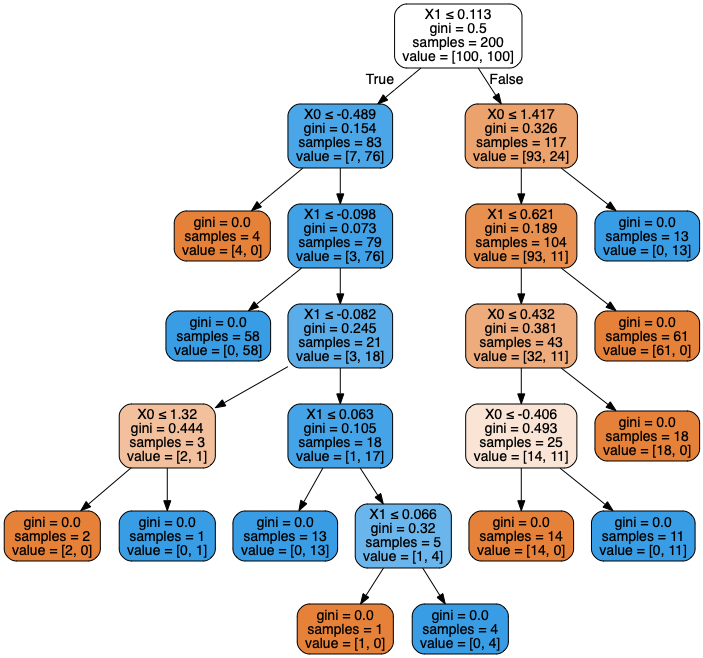 X1 ≤ 0.113
gini = 0.5
samples = 200
value = [100, 100]
True
False
X0 ≤ -0.489
gini = 0.154
samples = 83
value = [7, 76]
X0 ≤ 1.417
gini = 0.326
samples = 117
value = [93, 24]
gini = 0.0
samples = 4
value = [4, 0]
X1 ≤ -0.098
gini = 0.073
samples = 79
value = [3, 76]
X1 ≤ 0.621
gini = 0.189
samples = 104
value = [93, 11]
gini = 0.0
samples = 13
value = [0, 13]
gini = 0.0
samples = 58
value = [0, 58]
X1 ≤ -0.082
gini = 0.245
samples = 21
value = [3, 18]
X0 ≤ 0.432
gini = 0.381
samples = 43
value = [32, 11]
gini = 0.0
samples = 61
value = [61, 0]
X0 ≤ 1.32
gini = 0.444
samples = 3
value = [2, 1]
X1 ≤ 0.063
gini = 0.105
samples = 18
value = [1, 17]
X0 ≤ -0.406
gini = 0.493
samples = 25
value = [14, 11]
gini = 0.0
samples = 18
value = [18, 0]
gini = 0.0
samples = 2
value = [2, 0]
gini = 0.0
samples = 1
value = [0, 1]
gini = 0.0
samples = 13
value = [0, 13]
X1 ≤ 0.066
gini = 0.32
samples = 5
value = [1, 4]
gini = 0.0
samples = 14
value = [14, 0]
gini = 0.0
samples = 11
value = [0, 11]
gini = 0.0
samples = 1
value = [1, 0]
gini = 0.0
samples = 4
value = [0, 4]